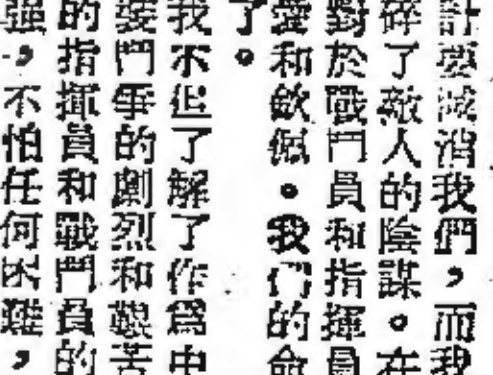 計要滅消我們，而我
碎了敵人的陰謀。在
對於戰鬥員和指揮員
愛和欽佩。我們的命
了。
我不但了解了作爲中
裝鬥爭的劇烈和艱苦
的指揮員和戰鬥員的
強，不怕任何困難，